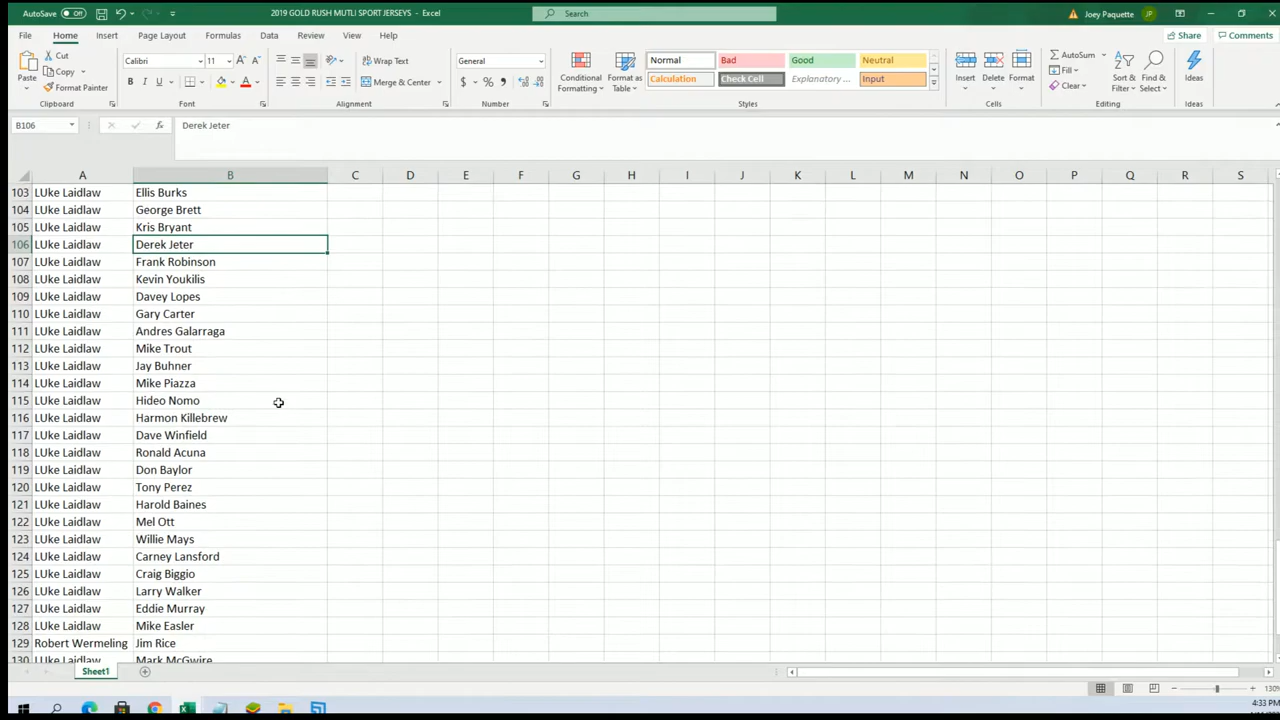 AutoSave Off 2019 GOLD RUSH MUTLI SPORT JERSEYS - Excel Search Joey Paquette JP
File Home Insert Page Layout Formulas Data Review View Help Share Comments
Paste Cut Copy Format Painter Clipboard
Calibri 11 B I U A A A Font
Wrap Text Merge & Center Alignment
General $ % , Number
Conditional Formatting Format as Table Normal Bad Good Neutral Calculation Check Cell Explanatory ... Input Styles
Insert Delete Format Cells
AutoSum Fill Clear Sort & Filter Find & Select Editing
Ideas Ideas
B106 fx Derek Jeter
A B C D E F G H I J K L M N O P Q R S
103 LUke Laidlaw Ellis Burks
104 LUke Laidlaw George Brett
105 LUke Laidlaw Kris Bryant
106 LUke Laidlaw Derek Jeter
107 LUke Laidlaw Frank Robinson
108 LUke Laidlaw Kevin Youkilis
109 LUke Laidlaw Davey Lopes
110 LUke Laidlaw Gary Carter
111 LUke Laidlaw Andres Galarraga
112 LUke Laidlaw Mike Trout
113 LUke Laidlaw Jay Buhner
114 LUke Laidlaw Mike Piazza
115 LUke Laidlaw Hideo Nomo
116 LUke Laidlaw Harmon Killebrew
117 LUke Laidlaw Dave Winfield
118 LUke Laidlaw Ronald Acuna
119 LUke Laidlaw Don Baylor
120 LUke Laidlaw Tony Perez
121 LUke Laidlaw Harold Baines
122 LUke Laidlaw Mel Ott
123 LUke Laidlaw Willie Mays
124 LUke Laidlaw Carney Lansford
125 LUke Laidlaw Craig Biggio
126 LUke Laidlaw Larry Walker
127 LUke Laidlaw Eddie Murray
128 LUke Laidlaw Mike Easler
129 Robert Wermeling Jim Rice
130 LUke Laidlaw Mark McGwire
Sheet1
130%
4:33 PM